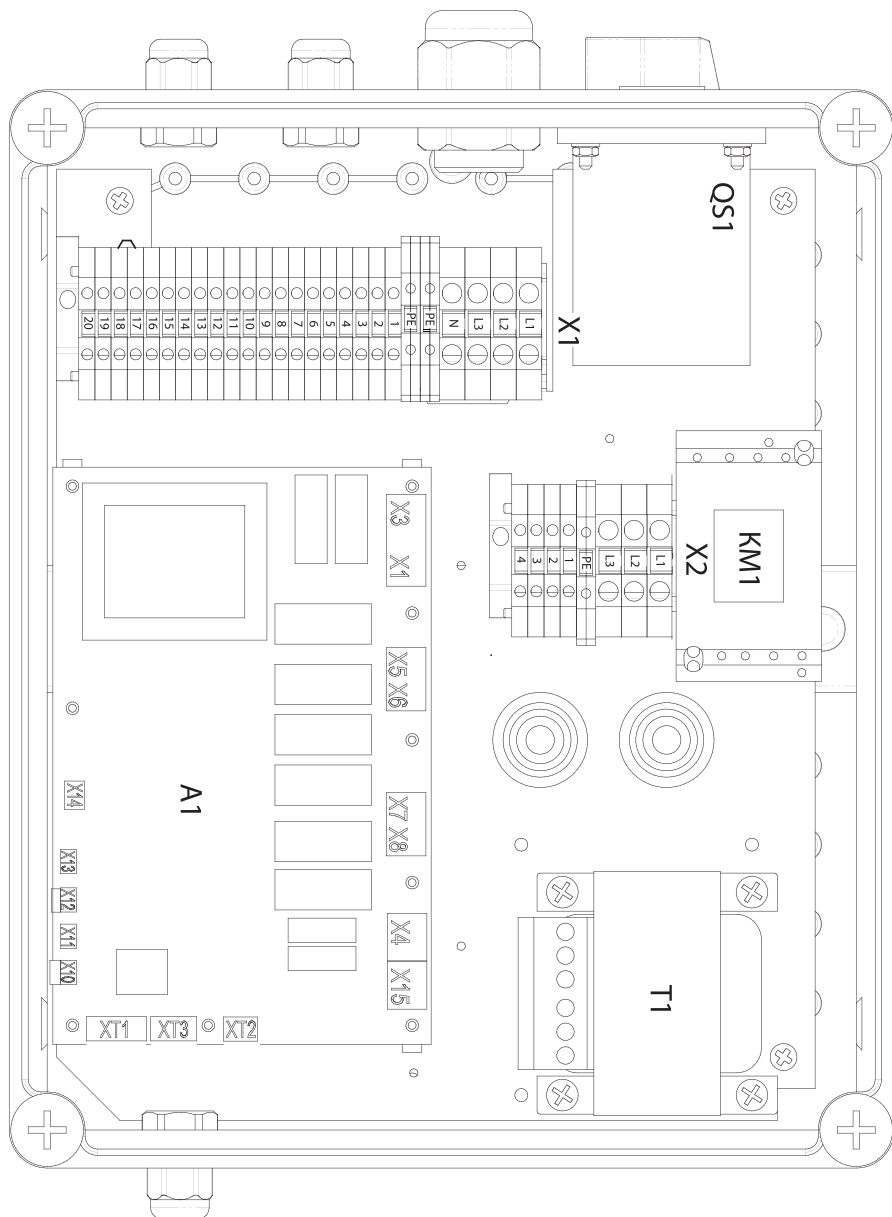 QS1
X1
20 19 18 17 16 15 14 13 12 11 10 9 8 7 6 5 4 3 2 1 PE PE N L3 L2 L1
X2
4 3 2 1 PE L3 L2 L1
KM1
X3 X1
X5 X6
X7 X8
X4
X15
A1
X14
X13
X12
X11
X10
XT1 XT3 XT2
T1